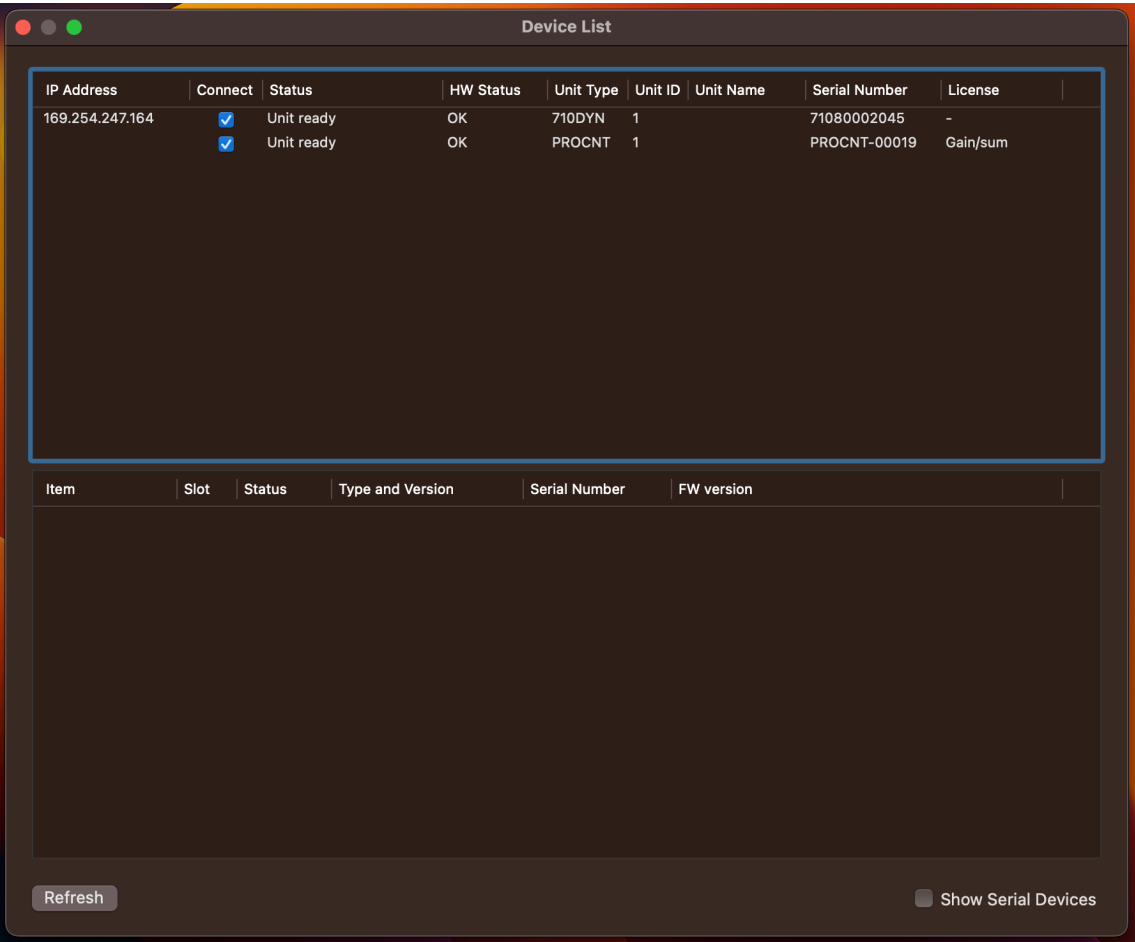 Device List
IP Address Connect Status HW Status Unit Type Unit ID Unit Name Serial Number License
169.254.247.164 Unit ready OK 710DYN 1 71080002045 -
Unit ready OK PROCNT 1 PROCNT-00019 Gain/sum
Item Slot Status Type and Version Serial Number FW version
Refresh Show Serial Devices